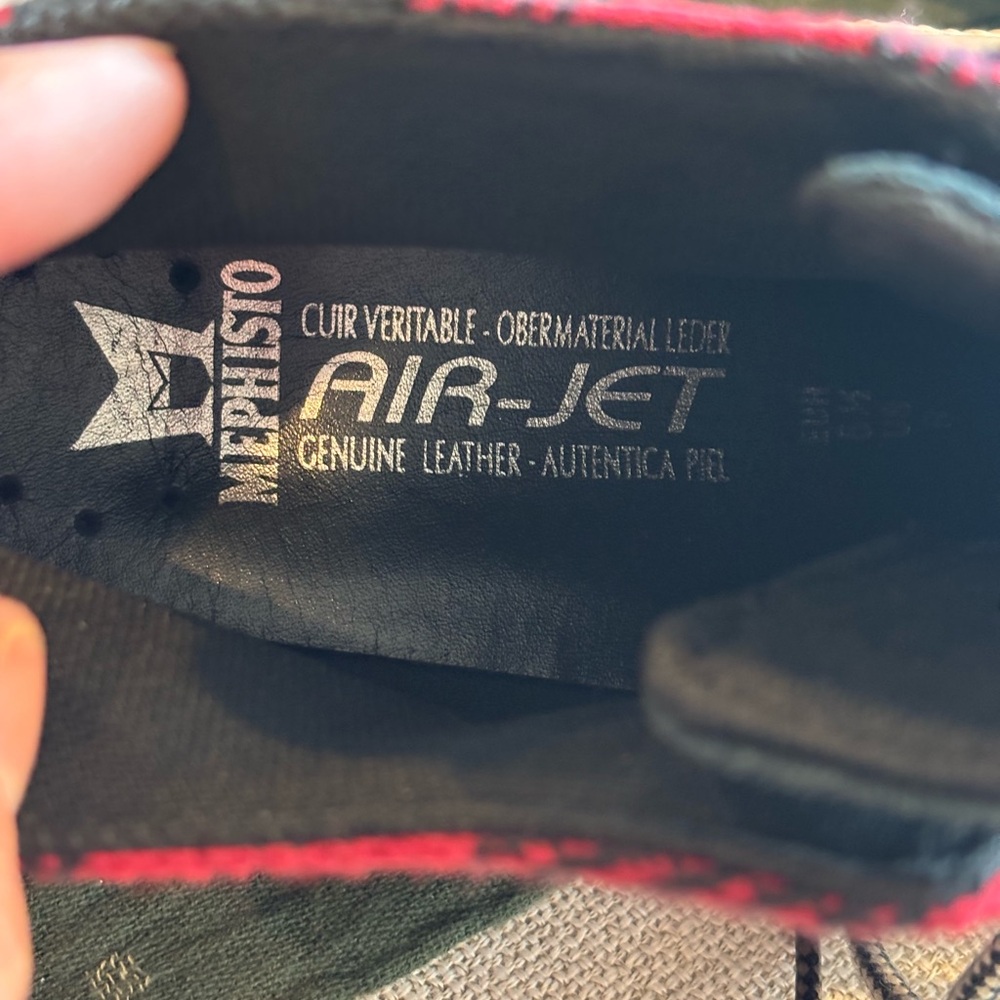 MEPHISTO
CUIR VERITABLE - OBERMATERIAL LEDER
AIR-JET
GENUINE LEATHER - AUTENTICA PIEL